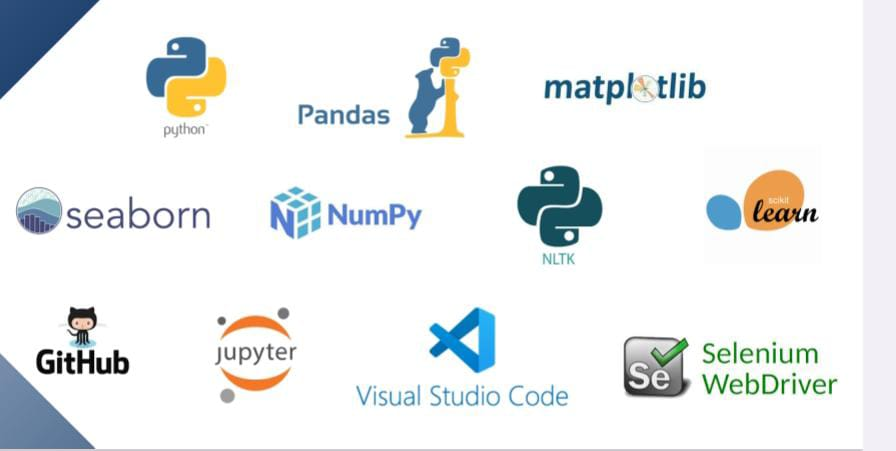 python
Pandas
matplotlib
seaborn
NumPy
NLTK
scikit
learn
GitHub
jupyter
Visual Studio Code
Se
Selenium
WebDriver